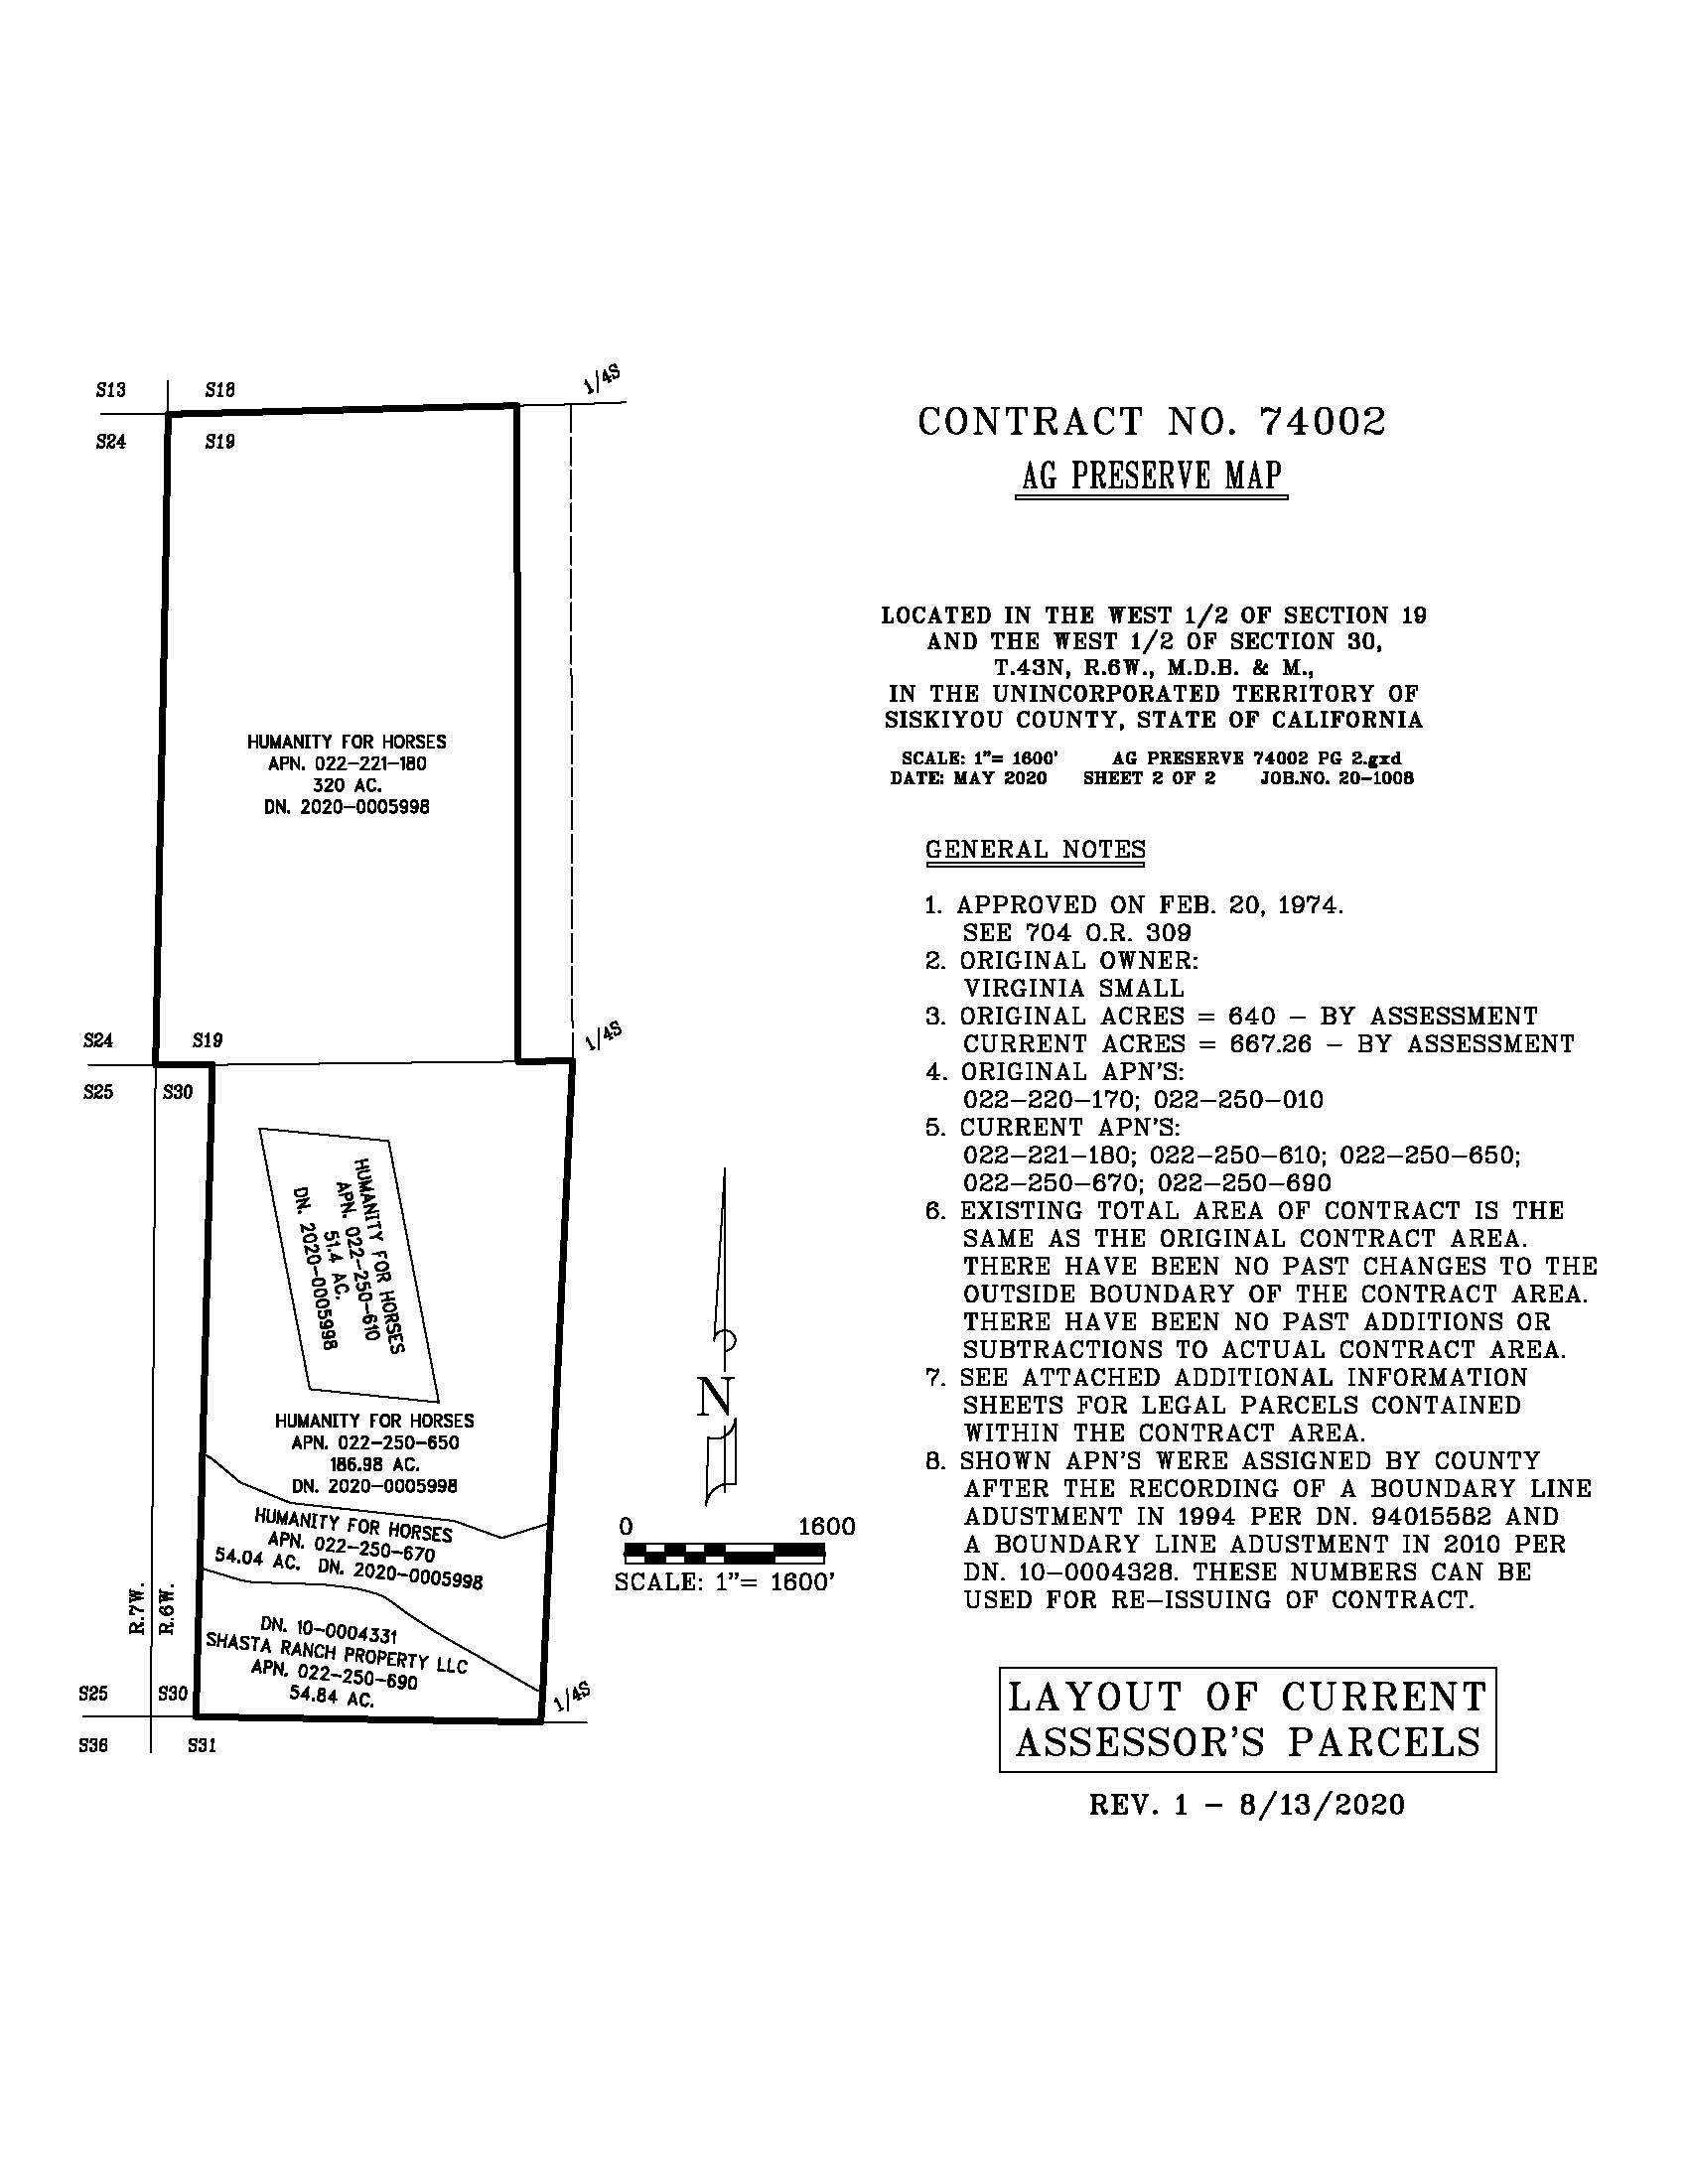 S13
S18
1/4S
S24
S19
HUMANITY FOR HORSES
APN. 022-221-180
320 AC.
DN. 2020-0005998
S24
S19
1/4S
S25
S30
HUMANITY FOR HORSES
APN. 022-250-610
51.4 AC.
DN. 2020-0005998
HUMANITY FOR HORSES
APN. 022-250-650
186.98 AC.
DN. 2020-0005998
HUMANITY FOR HORSES
APN. 022-250-670
54.04 AC. DN. 2020-0005998
R.7W.
R.6W.
DN. 10-0004331
SHASTA RANCH PROPERTY LLC
APN. 022-250-690
54.84 AC.
S25
S30
1/4S
S36
S31
N
0 1600
SCALE: 1"= 1600'
CONTRACT NO. 74002
AG PRESERVE MAP
LOCATED IN THE WEST 1/2 OF SECTION 19
AND THE WEST 1/2 OF SECTION 30,
T.43N, R.6W., M.D.B. & M.,
IN THE UNINCORPORATED TERRITORY OF
SISKIYOU COUNTY, STATE OF CALIFORNIA
SCALE: 1"= 1600' AG PRESERVE 74002 PG 2.gxd
DATE: MAY 2020 SHEET 2 OF 2 JOB.NO. 20-1008
GENERAL NOTES
1. APPROVED ON FEB. 20, 1974.
SEE 704 O.R. 309
2. ORIGINAL OWNER:
VIRGINIA SMALL
3. ORIGINAL ACRES = 640 - BY ASSESSMENT
CURRENT ACRES = 667.26 - BY ASSESSMENT
4. ORIGINAL APN'S:
022-220-170; 022-250-010
5. CURRENT APN'S:
022-221-180; 022-250-610; 022-250-650;
022-250-670; 022-250-690
6. EXISTING TOTAL AREA OF CONTRACT IS THE
SAME AS THE ORIGINAL CONTRACT AREA.
THERE HAVE BEEN NO PAST CHANGES TO THE
OUTSIDE BOUNDARY OF THE CONTRACT AREA.
THERE HAVE BEEN NO PAST ADDITIONS OR
SUBTRACTIONS TO ACTUAL CONTRACT AREA.
7. SEE ATTACHED ADDITIONAL INFORMATION
SHEETS FOR LEGAL PARCELS CONTAINED
WITHIN THE CONTRACT AREA.
8. SHOWN APN'S WERE ASSIGNED BY COUNTY
AFTER THE RECORDING OF A BOUNDARY LINE
ADUSTMENT IN 1994 PER DN. 94015582 AND
A BOUNDARY LINE ADUSTMENT IN 2010 PER
DN. 10-0004328. THESE NUMBERS CAN BE
USED FOR RE-ISSUING OF CONTRACT.
LAYOUT OF CURRENT
ASSESSOR'S PARCELS
REV. 1 - 8/13/2020